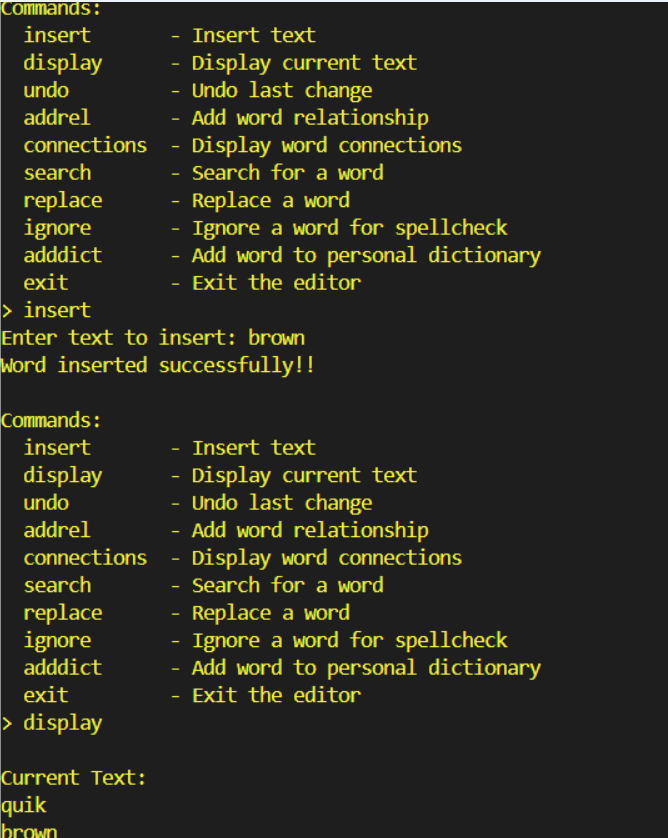 Commands:
  insert       - Insert text
  display      - Display current text
  undo         - Undo last change
  addrel       - Add word relationship
  connections  - Display word connections
  search       - Search for a word
  replace      - Replace a word
  ignore       - Ignore a word for spellcheck
  adddict      - Add word to personal dictionary
  exit         - Exit the editor
> insert
Enter text to insert: brown
Word inserted successfully!!

Commands:
  insert       - Insert text
  display      - Display current text
  undo         - Undo last change
  addrel       - Add word relationship
  connections  - Display word connections
  search       - Search for a word
  replace      - Replace a word
  ignore       - Ignore a word for spellcheck
  adddict      - Add word to personal dictionary
  exit         - Exit the editor
> display

Current Text:
quik
brown